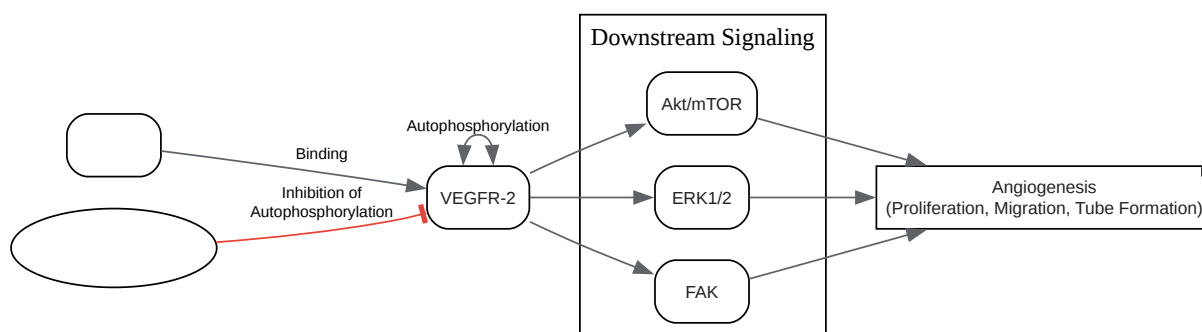 Downstream Signaling
Akt/mTOR
Autophosphorylation
Binding
Inhibition of
Autophosphorylation
VEGFR-2
ERK1/2
Angiogenesis
(Proliferation, Migration, Tube Formation)
FAK